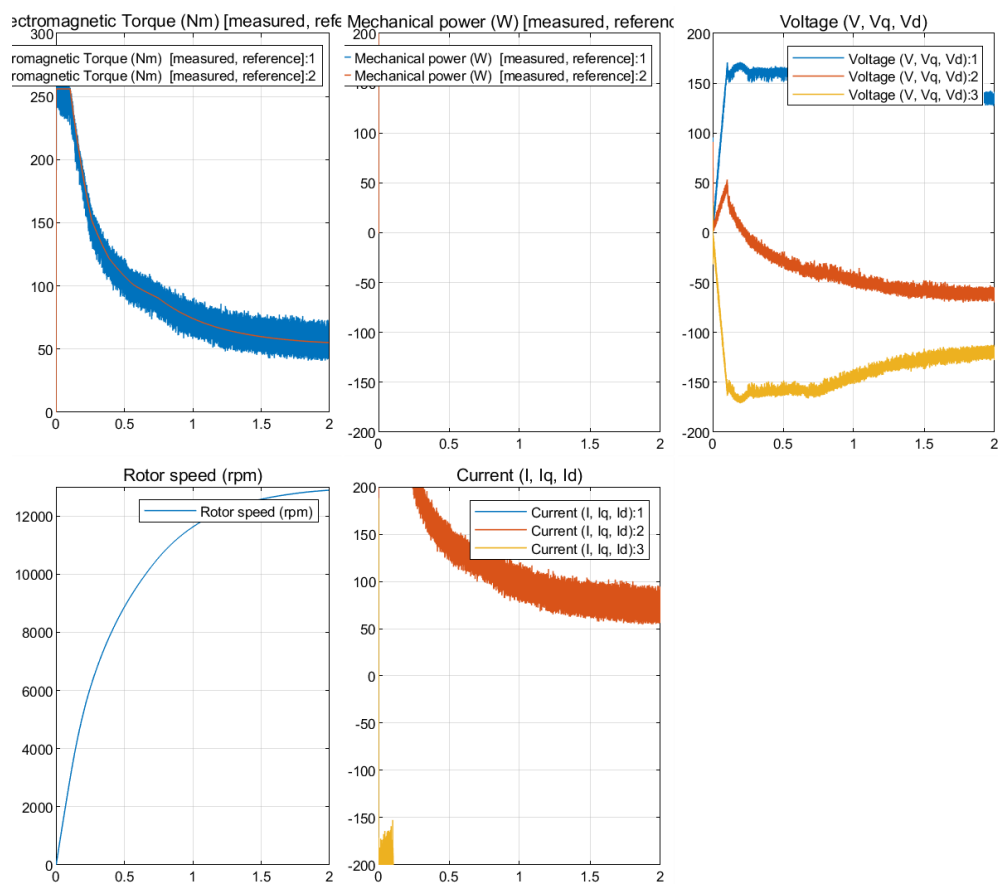 ectromagnetic Torque (Nm) [measured, refe
300
romagnetic Torque (Nm) [measured, reference]:1
romagnetic Torque (Nm) [measured, reference]:2
250
200
150
100
50
0
0 0.5 1 1.5 2
Mechanical power (W) [measured, referenc
200
Mechanical power (W) [measured, reference]:1
Mechanical power (W) [measured, reference]:2
150
100
50
0
-50
-100
-150
-200
0.5 1 1.5 2
Voltage (V, Vq, Vd)
200
Voltage (V, Vq, Vd):1
Voltage (V, Vq, Vd):2
Voltage (V, Vq, Vd):3
150
100
50
0
-50
-100
-150
-200
0 0.5 1 1.5 2
Rotor speed (rpm)
Rotor speed (rpm)
12000
10000
8000
6000
4000
2000
0
0 0.5 1 1.5 2
Current (I, Iq, Id)
200
Current (I, Iq, Id):1
Current (I, Iq, Id):2
Current (I, Iq, Id):3
150
100
50
0
-50
-100
-150
-200
0 0.5 1 1.5 2